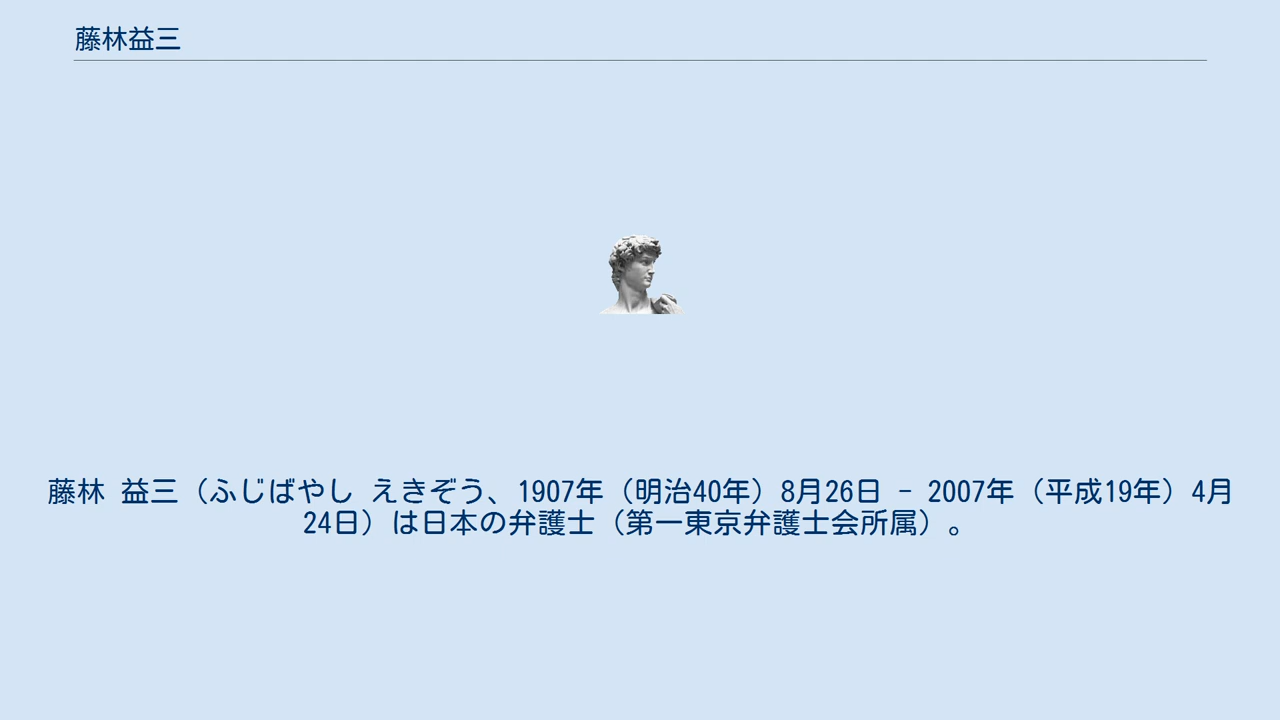 藤林益三
藤林 益三（ふじばやし えきぞう、1907年（明治40年）8月26日 - 2007年（平成19年）4月
24日）は日本の弁護士（第一東京弁護士会所属）。